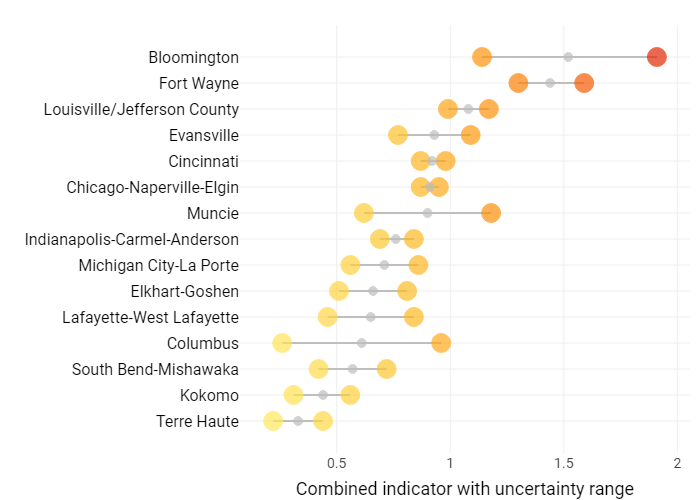 Bloomington
Fort Wayne
Louisville/Jefferson County
Evansville
Cincinnati
Chicago-Naperville-Elgin
Muncie
Indianapolis-Carmel-Anderson
Michigan City-La Porte
Elkhart-Goshen
Lafayette-West Lafayette
Columbus
South Bend-Mishawaka
Kokomo
Terre Haute
0.5 1 1.5 2
Combined indicator with uncertainty range